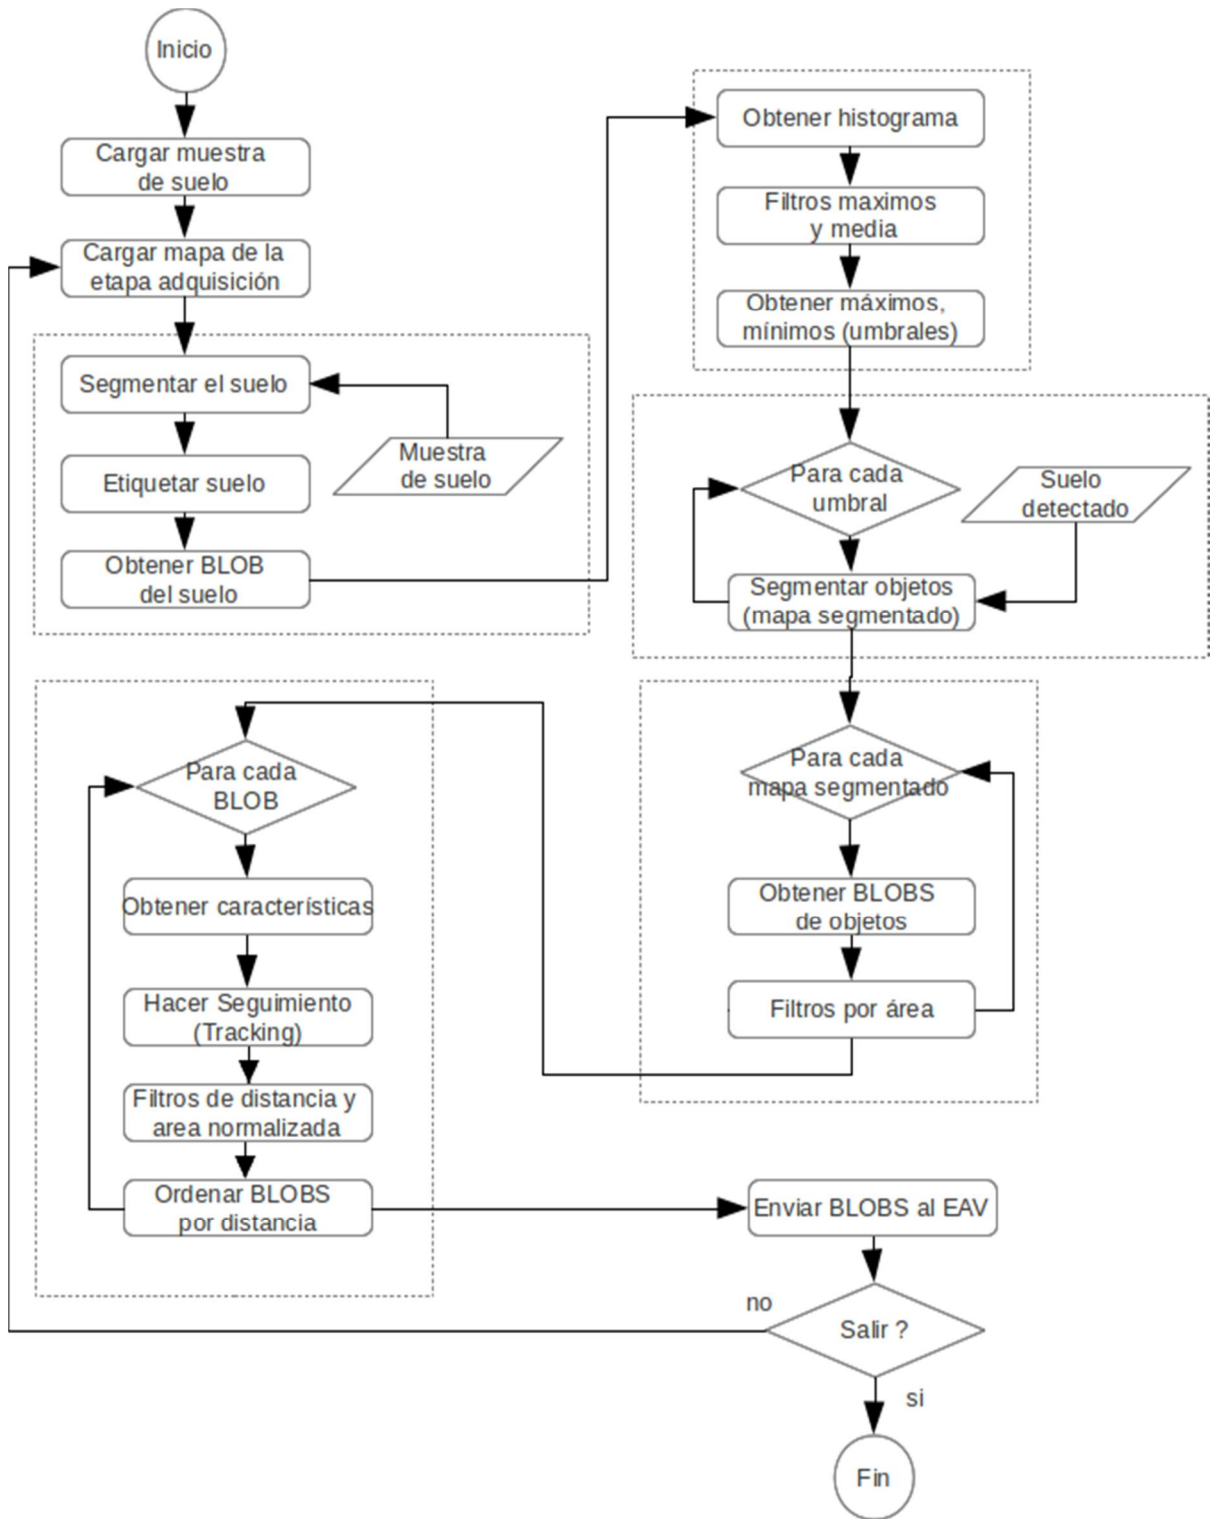 Inicio
Cargar muestra
de suelo
Cargar mapa de la
etapa adquisición
Segmentar el suelo
Muestra
de suelo
Etiquetar suelo
Obtener BLOB
del suelo
Obtener histograma
Filtros maximos
y media
Obtener máximos,
mínimos (umbrales)
Para cada
umbral
Suelo
detectado
Segmentar objetos
(mapa segmentado)
Para cada
mapa segmentado
Obtener BLOBS
de objetos
Filtros por área
Para cada
BLOB
Obtener características
Hacer Seguimiento
(Tracking)
Filtros de distancia y
area normalizada
Ordenar BLOBS
por distancia
Enviar BLOBS al EAV
no
Salir ?
si
Fin